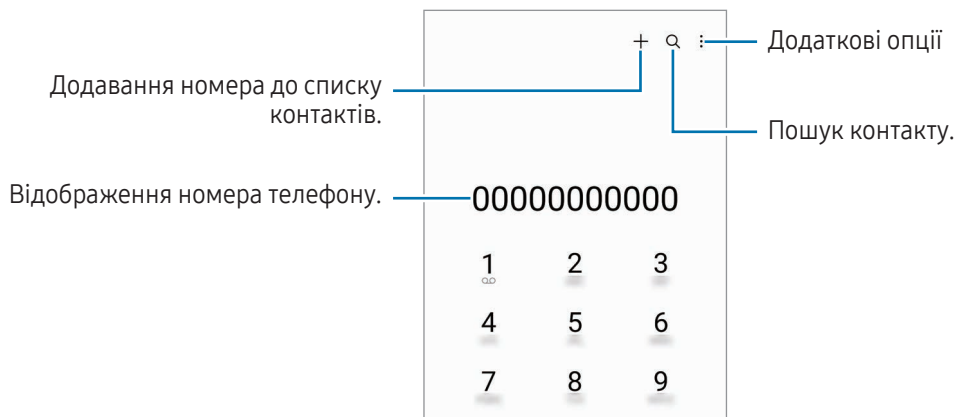 Додаткові опції
Додавання номера до списку
контактів.
Пошук контакту.
Відображення номера телефону.
00000000000
1 2 3
4 5 6
7 8 9